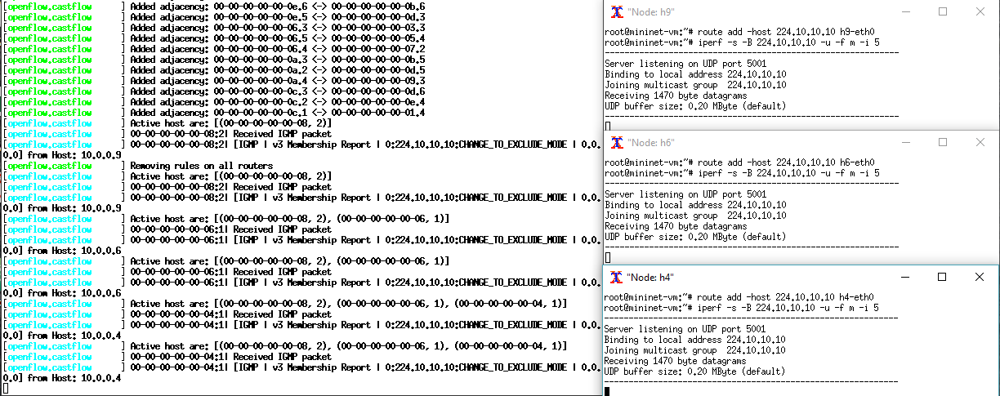 [openflow.castflow      ] Added adjacency: 00-00-00-00-00-0e.6 <-> 00-00-00-00-00-0b.6
[openflow.castflow      ] Added adjacency: 00-00-00-00-00-0e.5 <-> 00-00-00-00-00-0d.3
[openflow.castflow      ] Added adjacency: 00-00-00-00-00-06.3 <-> 00-00-00-00-00-03.3
[openflow.castflow      ] Added adjacency: 00-00-00-00-00-06.5 <-> 00-00-00-00-00-05.4
[openflow.castflow      ] Added adjacency: 00-00-00-00-00-06.4 <-> 00-00-00-00-00-07.2
[openflow.castflow      ] Added adjacency: 00-00-00-00-00-0a.3 <-> 00-00-00-00-00-0b.5
[openflow.castflow      ] Added adjacency: 00-00-00-00-00-0a.2 <-> 00-00-00-00-00-0d.5
[openflow.castflow      ] Added adjacency: 00-00-00-00-00-0a.4 <-> 00-00-00-00-00-09.3
[openflow.castflow      ] Added adjacency: 00-00-00-00-00-0c.3 <-> 00-00-00-00-00-0d.6
[openflow.castflow      ] Added adjacency: 00-00-00-00-00-0c.2 <-> 00-00-00-00-00-0e.4
[openflow.castflow      ] Added adjacency: 00-00-00-00-00-0c.1 <-> 00-00-00-00-00-01.4
[openflow.castflow      ] Active host are: [(00-00-00-00-00-08, 2)]
[openflow.castflow      ] 00-00-00-00-00-08:2| Received IGMP packet
[openflow.castflow      ] 00-00-00-00-00-08:2| [IGMP | v3 Membership Report | 0:224.10.10.10:CHANGE_TO_EXCLUDE_MODE | 0.0.
0.0] from Host: 10.0.0.9
[openflow.castflow      ] Removing rules on all routers
[openflow.castflow      ] Active host are: [(00-00-00-00-00-08, 2)]
[openflow.castflow      ] 00-00-00-00-00-08:2| Received IGMP packet
[openflow.castflow      ] 00-00-00-00-00-08:2| [IGMP | v3 Membership Report | 0:224.10.10.10:CHANGE_TO_EXCLUDE_MODE | 0.0.
0.0] from Host: 10.0.0.9
[openflow.castflow      ] Active host are: [(00-00-00-00-00-08, 2), (00-00-00-00-00-06, 1)]
[openflow.castflow      ] 00-00-00-00-00-06:1| Received IGMP packet
[openflow.castflow      ] 00-00-00-00-00-06:1| [IGMP | v3 Membership Report | 0:224.10.10.10:CHANGE_TO_EXCLUDE_MODE | 0.0.
0.0] from Host: 10.0.0.6
[openflow.castflow      ] Active host are: [(00-00-00-00-00-08, 2), (00-00-00-00-00-06, 1)]
[openflow.castflow      ] 00-00-00-00-00-06:1| Received IGMP packet
[openflow.castflow      ] 00-00-00-00-00-06:1| [IGMP | v3 Membership Report | 0:224.10.10.10:CHANGE_TO_EXCLUDE_MODE | 0.0.
0.0] from Host: 10.0.0.6
[openflow.castflow      ] Active host are: [(00-00-00-00-00-08, 2), (00-00-00-00-00-06, 1), (00-00-00-00-00-04, 1)]
[openflow.castflow      ] 00-00-00-00-00-04:1| Received IGMP packet
[openflow.castflow      ] 00-00-00-00-00-04:1| [IGMP | v3 Membership Report | 0:224.10.10.10:CHANGE_TO_EXCLUDE_MODE | 0.0.
0.0] from Host: 10.0.0.4
[openflow.castflow      ] Active host are: [(00-00-00-00-00-08, 2), (00-00-00-00-00-06, 1), (00-00-00-00-00-04, 1)]
[openflow.castflow      ] 00-00-00-00-00-04:1| Received IGMP packet
[openflow.castflow      ] 00-00-00-00-00-04:1| [IGMP | v3 Membership Report | 0:224.10.10.10:CHANGE_TO_EXCLUDE_MODE | 0.0.
0.0] from Host: 10.0.0.4
"Node: h9"
root@mininet-vm:~# route add -host 224.10.10.10 h9-eth0
root@mininet-vm:~# iperf -s -B 224.10.10.10 -u -f m -i 5
------------------------------------------------------------
Server listening on UDP port 5001
Binding to local address 224.10.10.10
Joining multicast group  224.10.10.10
Receiving 1470 byte datagrams
UDP buffer size: 0.20 MByte (default)
------------------------------------------------------------
"Node: h6"
root@mininet-vm:~# route add -host 224.10.10.10 h6-eth0
root@mininet-vm:~# iperf -s -B 224.10.10.10 -u -f m -i 5
------------------------------------------------------------
Server listening on UDP port 5001
Binding to local address 224.10.10.10
Joining multicast group  224.10.10.10
Receiving 1470 byte datagrams
UDP buffer size: 0.20 MByte (default)
------------------------------------------------------------
"Node: h4"
root@mininet-vm:~# route add -host 224.10.10.10 h4-eth0
root@mininet-vm:~# iperf -s -B 224.10.10.10 -u -f m -i 5
------------------------------------------------------------
Server listening on UDP port 5001
Binding to local address 224.10.10.10
Joining multicast group  224.10.10.10
Receiving 1470 byte datagrams
UDP buffer size: 0.20 MByte (default)
------------------------------------------------------------